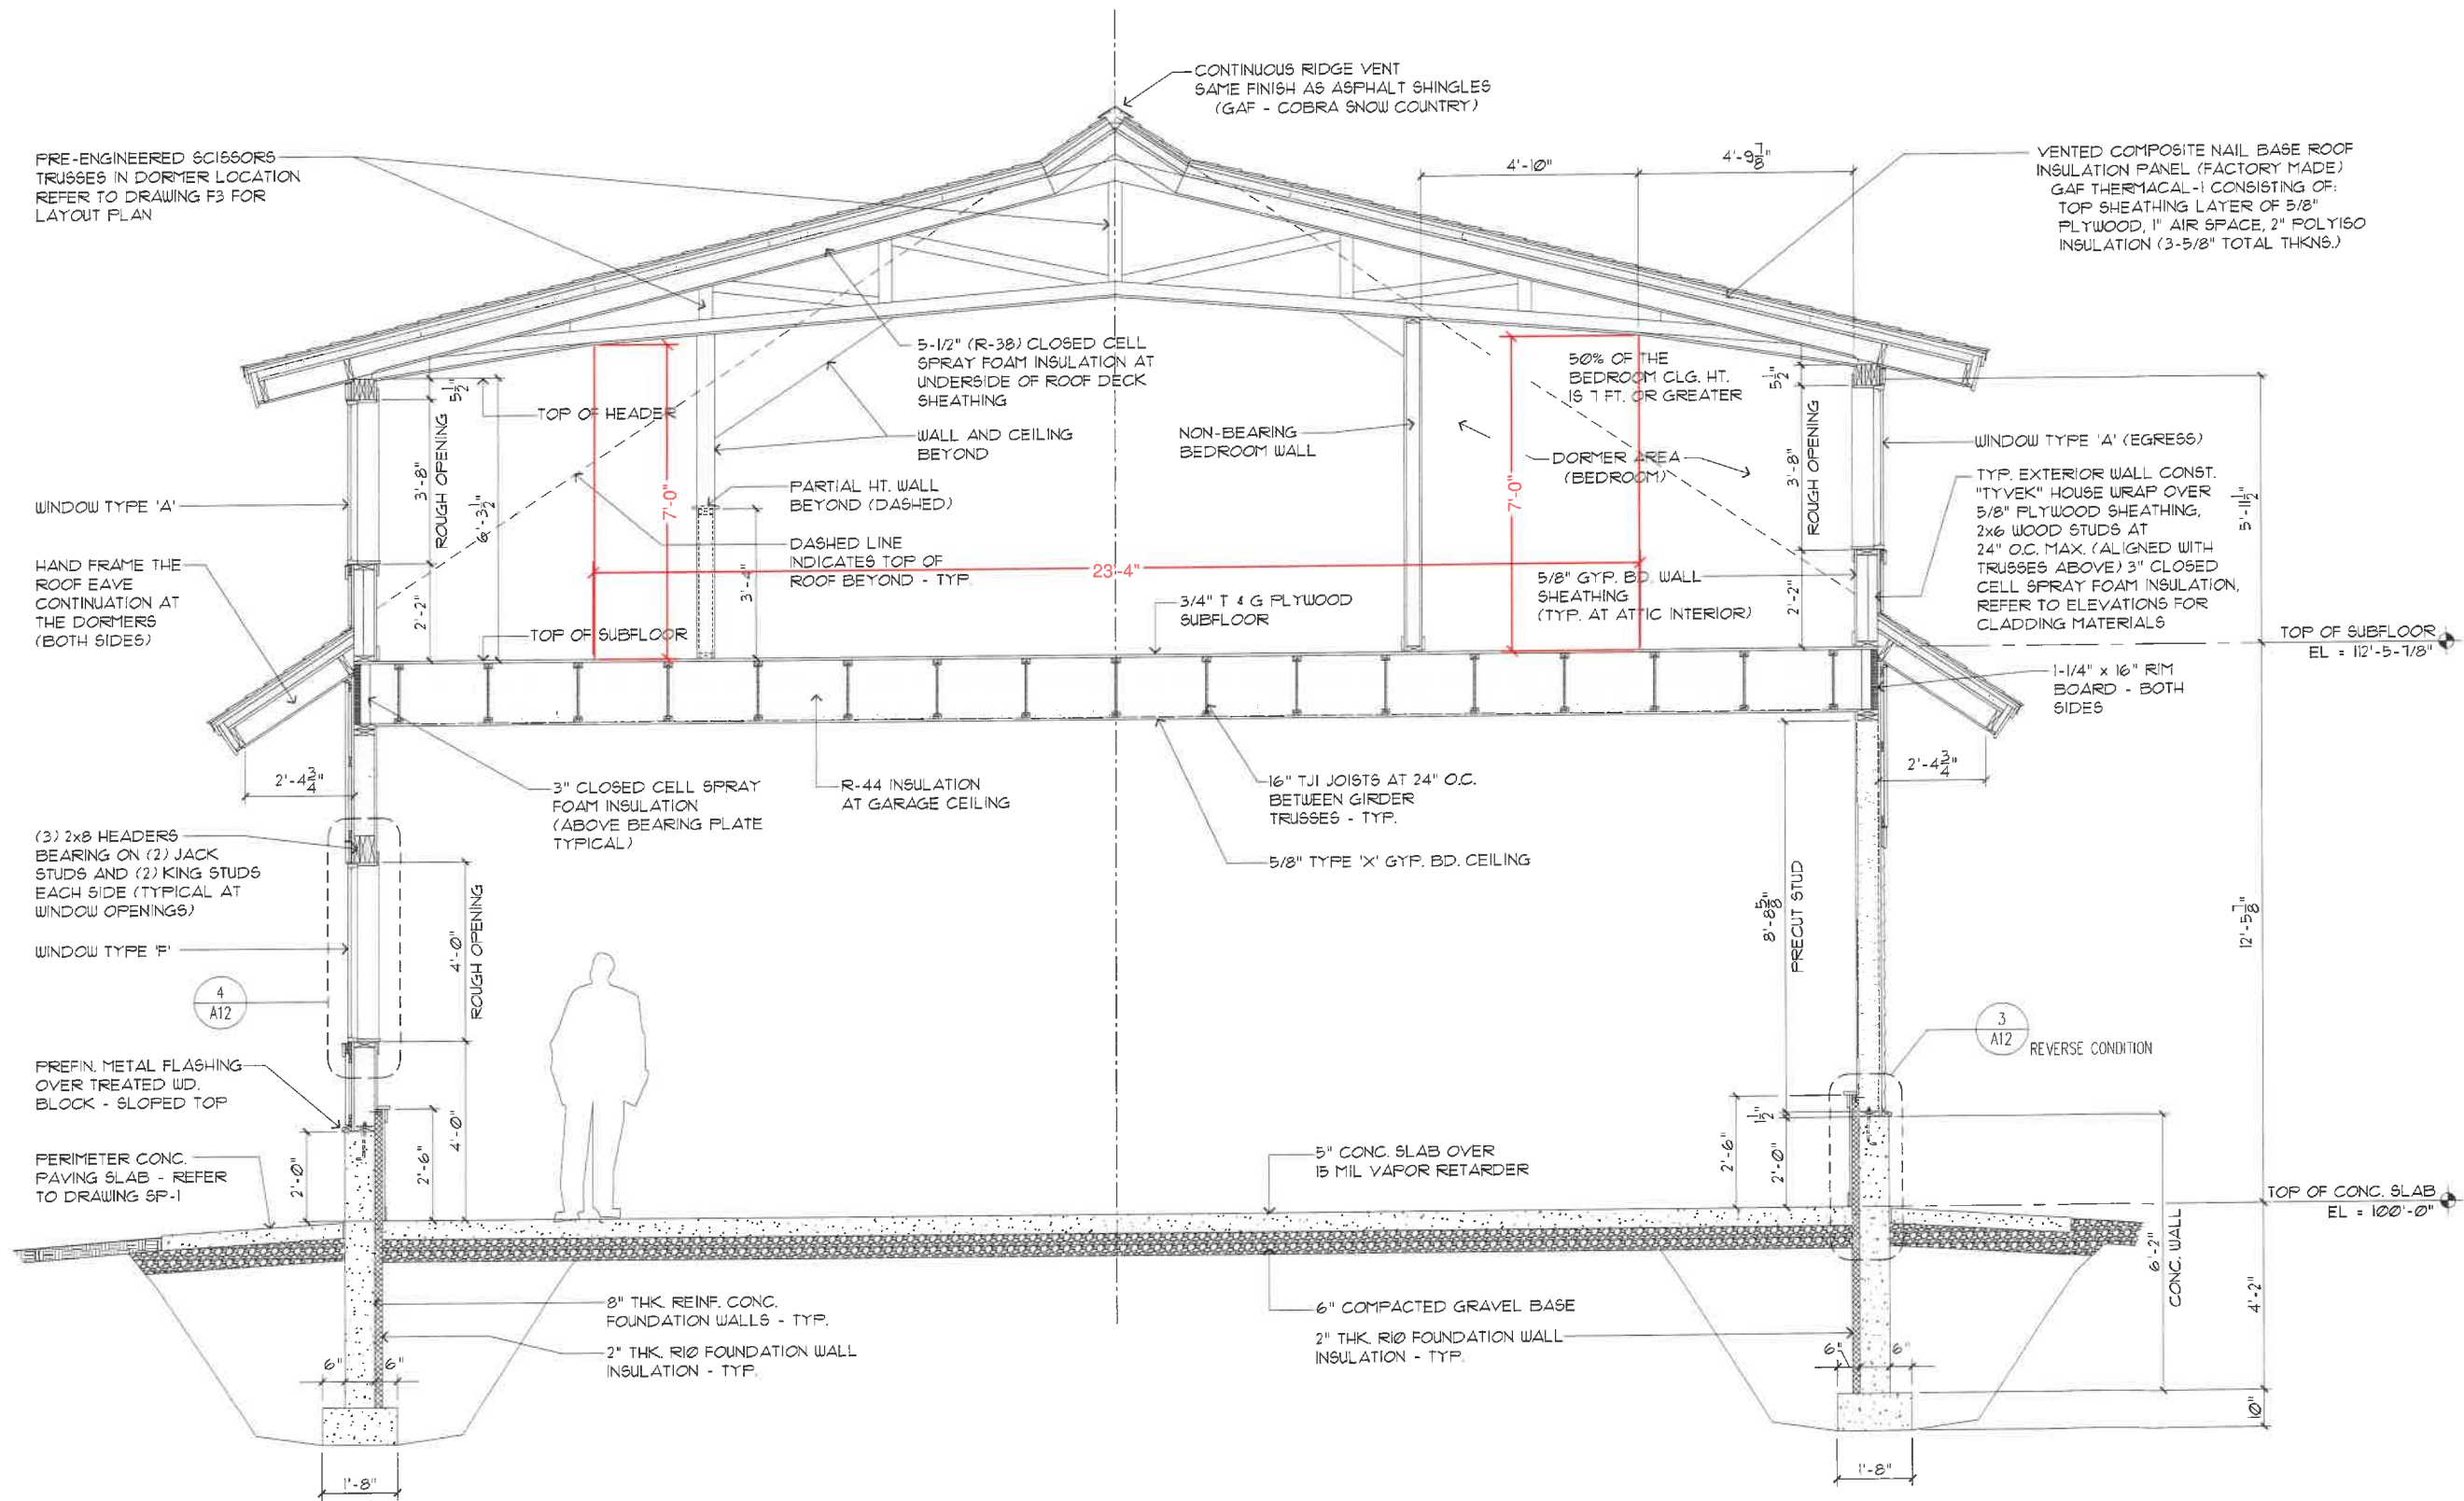 CONTINUOUS RIDGE VENT
SAME FINISH AS ASPHALT SHINGLES
(GAF - COBRA SNOW COUNTRY)
PRE-ENGINEERED SCISSORS
TRUSSES IN DORMER LOCATION
REFER TO DRAWING F3 FOR
LAYOUT PLAN
4'-10"
4'-9 7/8"
VENTED COMPOSITE NAIL BASE ROOF
INSULATION PANEL (FACTORY MADE)
GAF THERMACAL-1 CONSISTING OF:
TOP SHEATHING LAYER OF 5/8"
PLYWOOD, 1" AIR SPACE, 2" POLYISO
INSULATION (3-5/8" TOTAL THKNS.)
5-1/2" (R-38) CLOSED CELL
SPRAY FOAM INSULATION AT
UNDERSIDE OF ROOF DECK
SHEATHING
50% OF THE
BEDROOM CLG. HT.
IS 7 FT. OR GREATER
5 1/2"
5 1/2"
TOP OF HEADER
WALL AND CEILING
BEYOND
NON-BEARING
BEDROOM WALL
DORMER AREA
(BEDROOM)
WINDOW TYPE 'A' (EGRESS)
3'-8"
ROUGH OPENING
6'-3 1/2"
7'-0"
7'-0"
3'-8"
ROUGH OPENING
5'-11 1/2"
WINDOW TYPE 'A'
PARTIAL HT. WALL
BEYOND (DASHED)
TYP. EXTERIOR WALL CONST.
"TYVEK" HOUSE WRAP OVER
5/8" PLYWOOD SHEATHING,
2x6 WOOD STUDS AT
24" O.C. MAX. (ALIGNED WITH
TRUSSES ABOVE) 3" CLOSED
CELL SPRAY FOAM INSULATION,
REFER TO ELEVATIONS FOR
CLADDING MATERIALS
HAND FRAME THE
ROOF EAVE
CONTINUATION AT
THE DORMERS
(BOTH SIDES)
DASHED LINE
INDICATES TOP OF
ROOF BEYOND - TYP.
23'-4"
3'-4"
2'-2"
2'-2"
5/8" GYP. BD. WALL
SHEATHING
(TYP. AT ATTIC INTERIOR)
3/4" T & G PLYWOOD
SUBFLOOR
TOP OF SUBFLOOR
TOP OF SUBFLOOR
EL = 112'-5-7/8"
1-1/4" x 16" RIM
BOARD - BOTH
SIDES
2'-4 3/4"
3" CLOSED CELL SPRAY
FOAM INSULATION
(ABOVE BEARING PLATE
TYPICAL)
R-44 INSULATION
AT GARAGE CEILING
16" TJI JOISTS AT 24" O.C.
BETWEEN GIRDER
TRUSSES - TYP.
2'-4 3/4"
5/8" TYPE 'X' GYP. BD. CEILING
(3) 2x8 HEADERS
BEARING ON (2) JACK
STUDS AND (2) KING STUDS
EACH SIDE (TYPICAL AT
WINDOW OPENINGS)
WINDOW TYPE 'F'
4'-0"
ROUGH OPENING
8'-8 5/8"
PRECUT STUD
12'-5 7/8"
4
A12
3
A12
REVERSE CONDITION
PREFIN. METAL FLASHING
OVER TREATED WD.
BLOCK - SLOPED TOP
PERIMETER CONC.
PAVING SLAB - REFER
TO DRAWING SP-1
2'-0"
2'-6"
4'-0"
5" CONC. SLAB OVER
15 MIL VAPOR RETARDER
2'-6"
1 1/2"
2'-0"
TOP OF CONC. SLAB
EL = 100'-0"
6'-2"
CONC. WALL
4'-2"
10"
8" THK. REINF. CONC.
FOUNDATION WALLS - TYP.
2" THK. R10 FOUNDATION WALL
INSULATION - TYP.
6" COMPACTED GRAVEL BASE
2" THK. R10 FOUNDATION WALL
INSULATION - TYP.
6"
6"
6"
6"
1'-8"
1'-8"